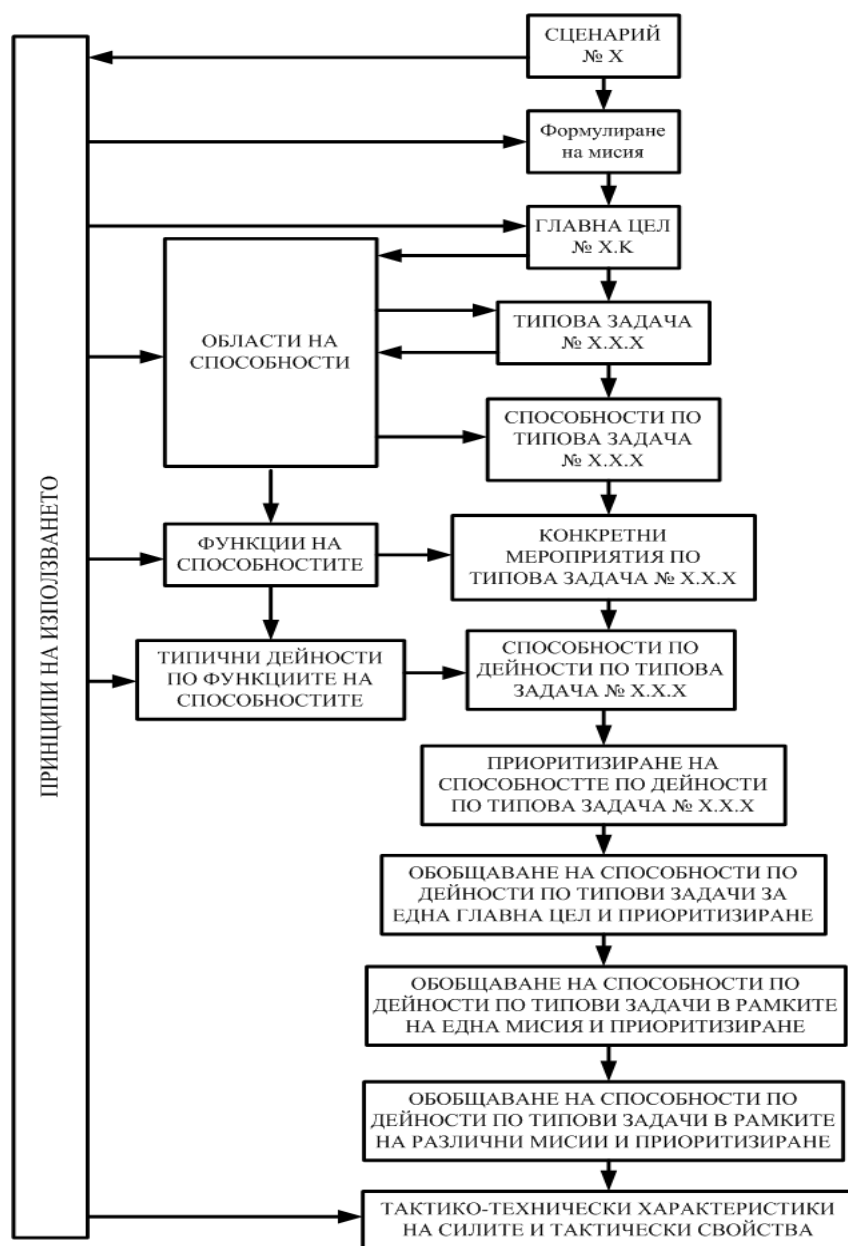 СЦЕНАРИЙ
№ X
Формулиране
на мисия
ГЛАВНА ЦЕЛ
№ X.K
ОБЛАСТИ НА
СПОСОБНОСТИ
ТИПОВА ЗАДАЧА
№ X.X.X
СПОСОБНОСТИ ПО
ТИПОВА ЗАДАЧА
№ X.X.X
ПРИНЦИПИ НА ИЗПОЛЗВАНЕТО
ФУНКЦИИ НА
СПОСОБНОСТИТЕ
КОНКРЕТНИ
МЕРОПРИЯТИЯ ПО
ТИПОВА ЗАДАЧА № X.X.X
ТИПИЧНИ ДЕЙНОСТИ
ПО ФУНКЦИИТЕ НА
СПОСОБНОСТИТЕ
СПОСОБНОСТИ ПО
ДЕЙНОСТИ ПО ТИПОВА
ЗАДАЧА № X.X.X
ПРИОРИТИЗИРАНЕ НА
СПОСОБНОСТТЕ ПО ДЕЙНОСТИ
ПО ТИПОВА ЗАДАЧА № X.X.X
ОБОБЩАВАНЕ НА СПОСОБНОСТИ ПО
ДЕЙНОСТИ ПО ТИПОВИ ЗАДАЧИ ЗА
ЕДНА ГЛАВНА ЦЕЛ И ПРИОРИТИЗИРАНЕ
ОБОБЩАВАНЕ НА СПОСОБНОСТИ ПО
ДЕЙНОСТИ ПО ТИПОВИ ЗАДАЧИ В РАМКИТЕ
НА ЕДНА МИСИЯ И ПРИОРИТИЗИРАНЕ
ОБОБЩАВАНЕ НА СПОСОБНОСТИ ПО
ДЕЙНОСТИ ПО ТИПОВИ ЗАДАЧИ В РАМКИТЕ
НА РАЗЛИЧНИ МИСИИ И ПРИОРИТИЗИРАНЕ
ТАКТИКО-ТЕХНИЧЕСКИ ХАРАКТЕРИСТИКИ
НА СИЛИТЕ И ТАКТИЧЕСКИ СВОЙСТВА